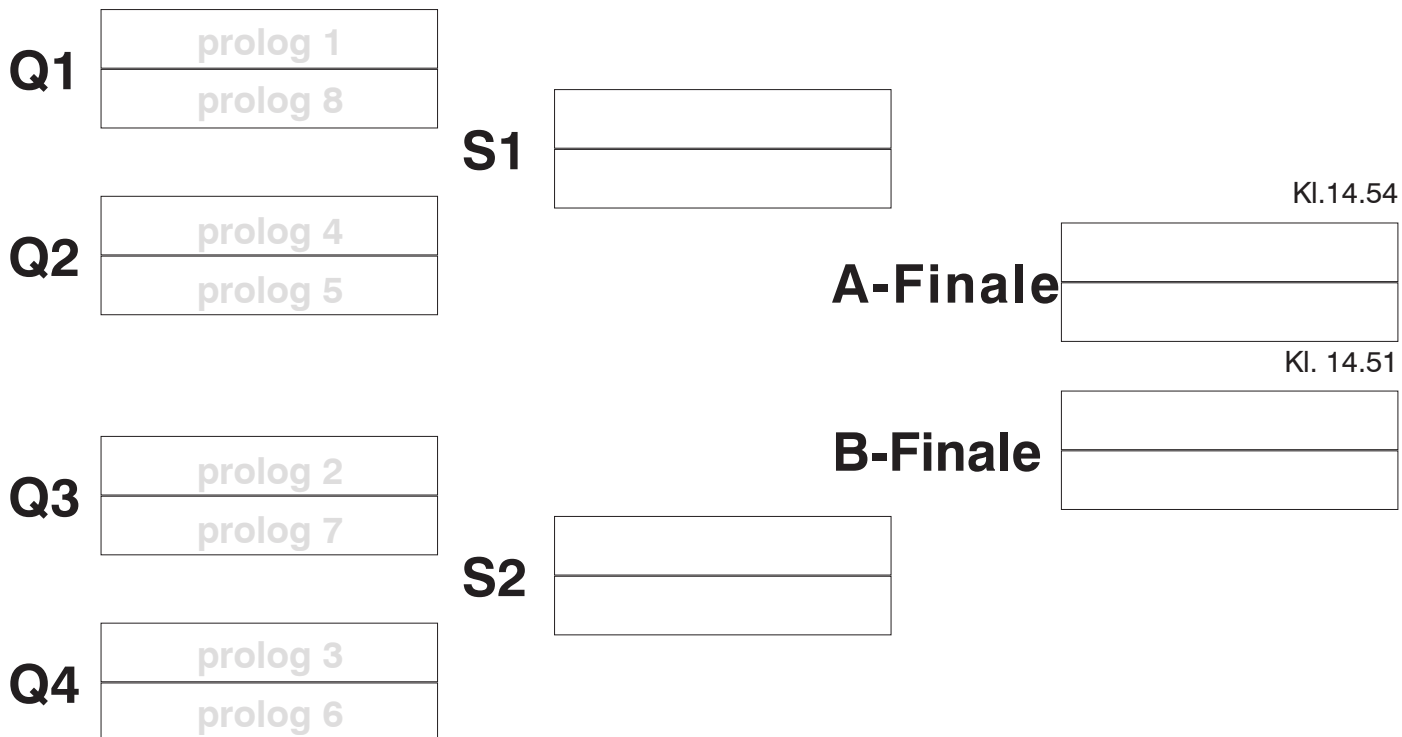 Q1
prolog 1
prolog 8
Q2
prolog 4
prolog 5
S1
Q3
prolog 2
prolog 7
Q4
prolog 3
prolog 6
S2
Kl.14.54
A-Finale
Kl. 14.51
B-Finale